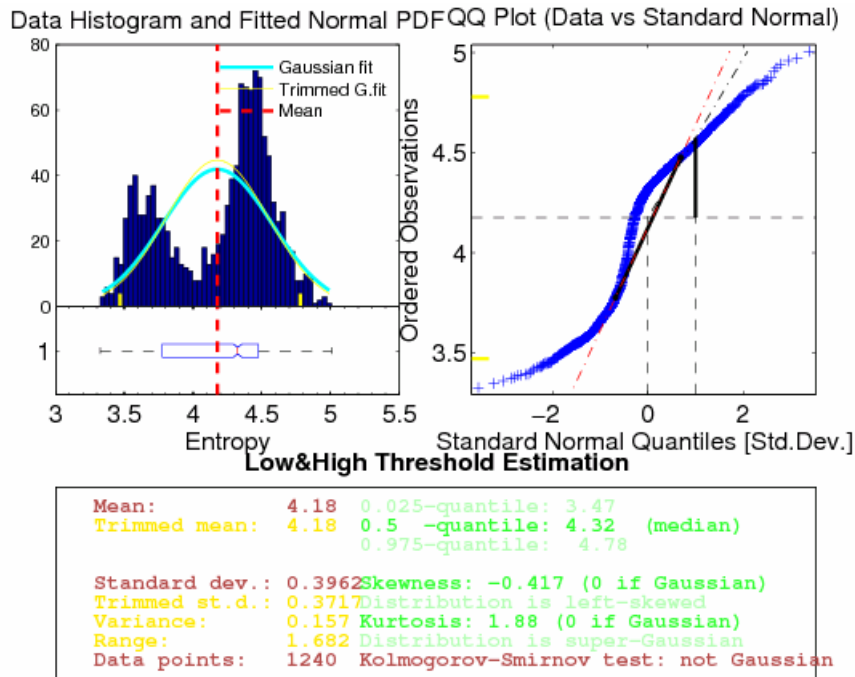 Data Histogram and Fitted Normal PDF
80
60
40
20
0
Gaussian fit
Trimmed G.fit
Mean
1
3 3.5 4 4.5 5 5.5
Entropy
QQ Plot (Data vs Standard Normal)
Ordered Observations
5
4.5
4
3.5
−2 0 2
Standard Normal Quantiles [Std.Dev.]
Low&High Threshold Estimation
Mean: 4.18 0.025−quantile: 3.47
Trimmed mean: 4.18 0.5 −quantile: 4.32 (median)
0.975−quantile: 4.78
Standard dev.: 0.3962 Skewness: −0.417 (0 if Gaussian)
Trimmed st.d.: 0.3717 Distribution is left−skewed
Variance: 0.157 Kurtosis: 1.88 (0 if Gaussian)
Range: 1.682 Distribution is super−Gaussian
Data points: 1240 Kolmogorov−Smirnov test: not Gaussian